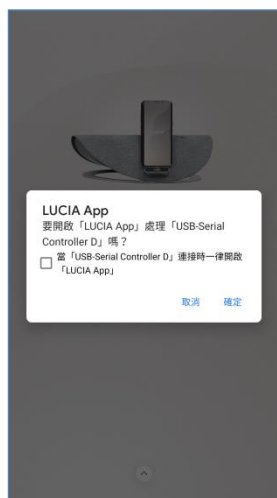 LUCIA App
要開啟「LUCIA App」處理「USB-Serial
Controller D」嗎？
當「USB-Serial Controller D」連接時一律開啟
「LUCIA App」
取消
確定